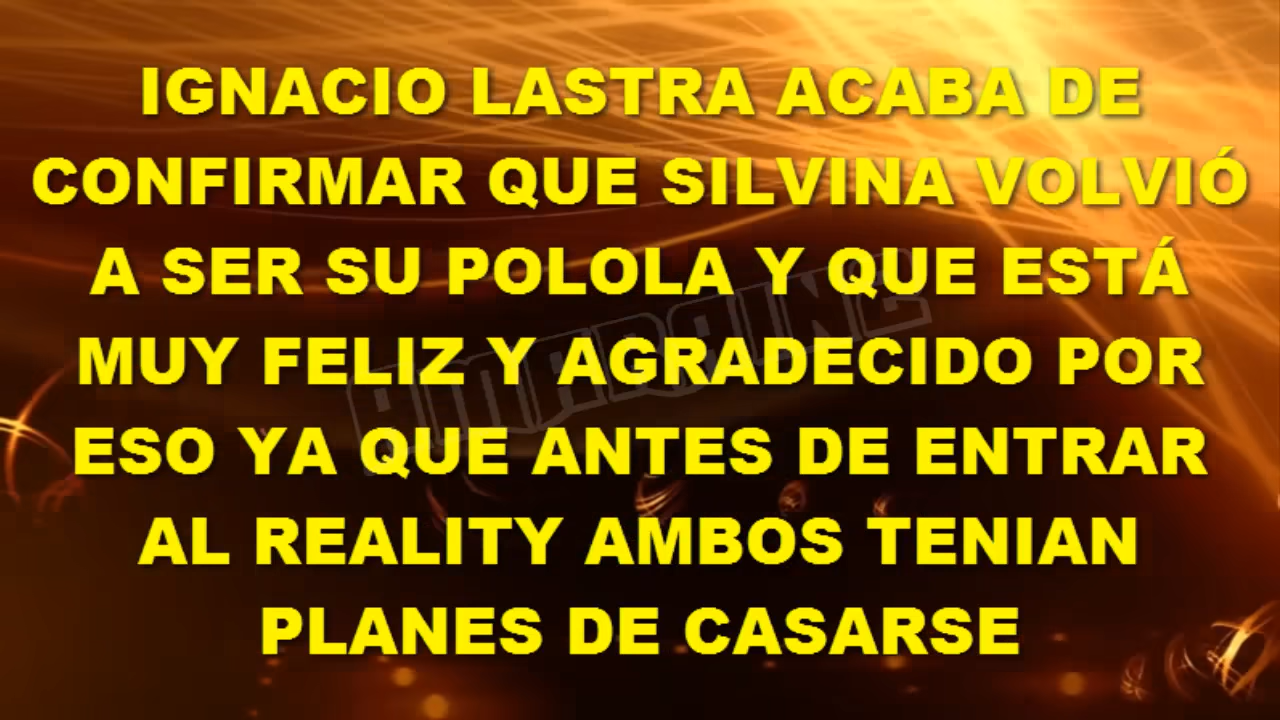 IGNACIO LASTRA ACABA DE
CONFIRMAR QUE SILVINA VOLVIÓ
A SER SU POLOLA Y QUE ESTÁ
MUY FELIZ Y AGRADECIDO POR
ESO YA QUE ANTES DE ENTRAR
AL REALITY AMBOS TENIAN
PLANES DE CASARSE